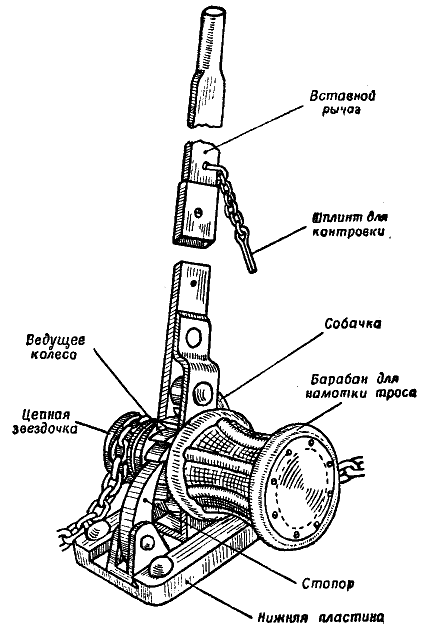 Вставной
рычаг
Шплинт для
контровки
Собачка
Ведущее
колесо
Барабан для
намотки троса
Цепная
звездочка
Стопор
Нижняя пластина